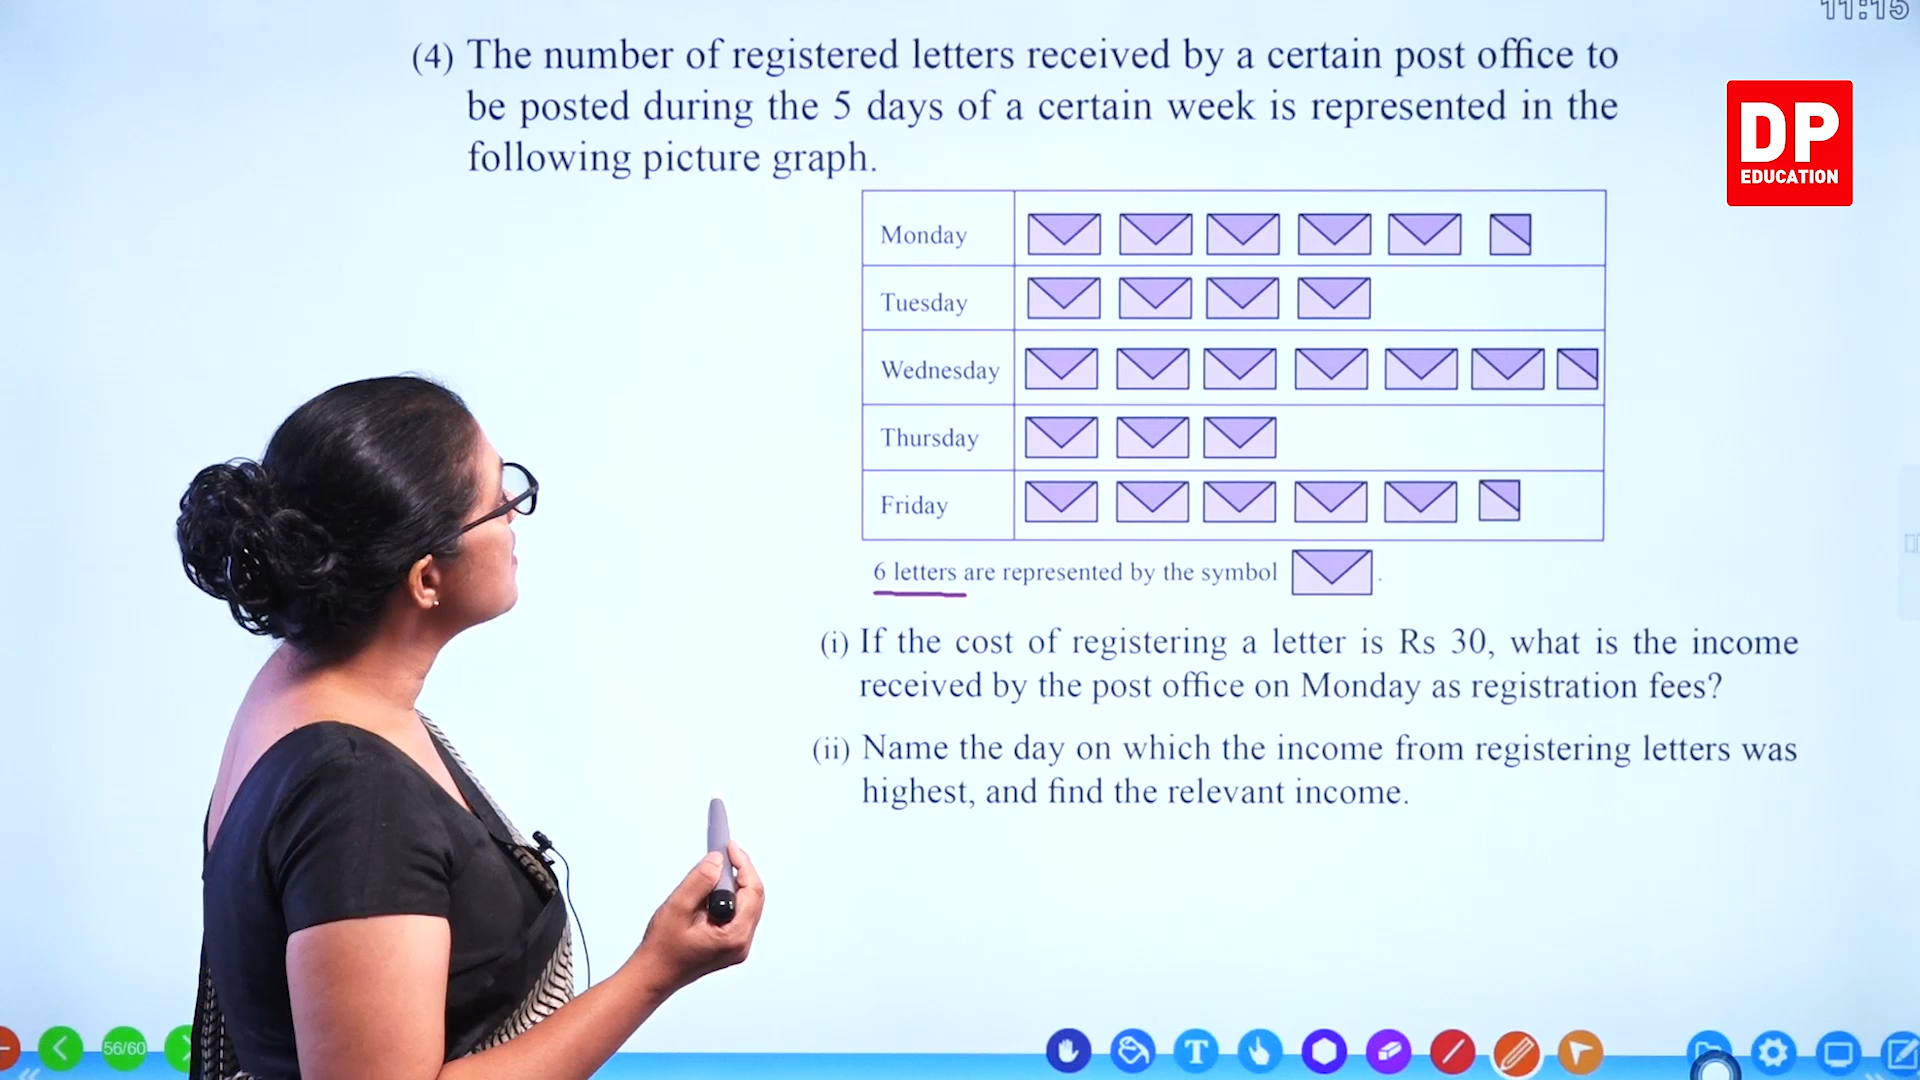 11:15
(4) The number of registered letters received by a certain post office to
be posted during the 5 days of a certain week is represented in the
following picture graph.
DP
EDUCATION
Monday
Tuesday
Wednesday
Thursday
Friday
6 letters are represented by the symbol .
(i) If the cost of registering a letter is Rs 30, what is the income
received by the post office on Monday as registration fees?
(ii) Name the day on which the income from registering letters was
highest, and find the relevant income.
56/60
T